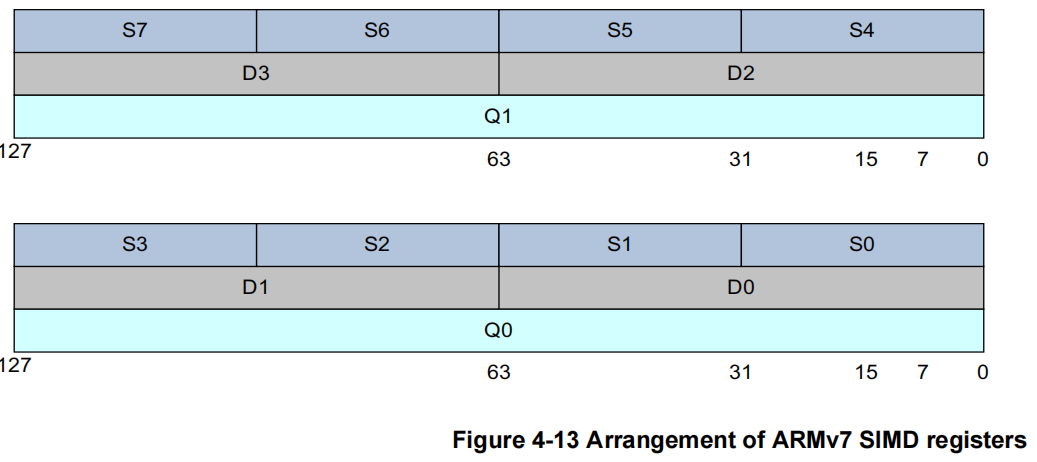 S7 S6 S5 S4
D3 D2
Q1
127 63 31 15 7 0
S3 S2 S1 S0
D1 D0
Q0
127 63 31 15 7 0
Figure 4-13 Arrangement of ARMv7 SIMD registers